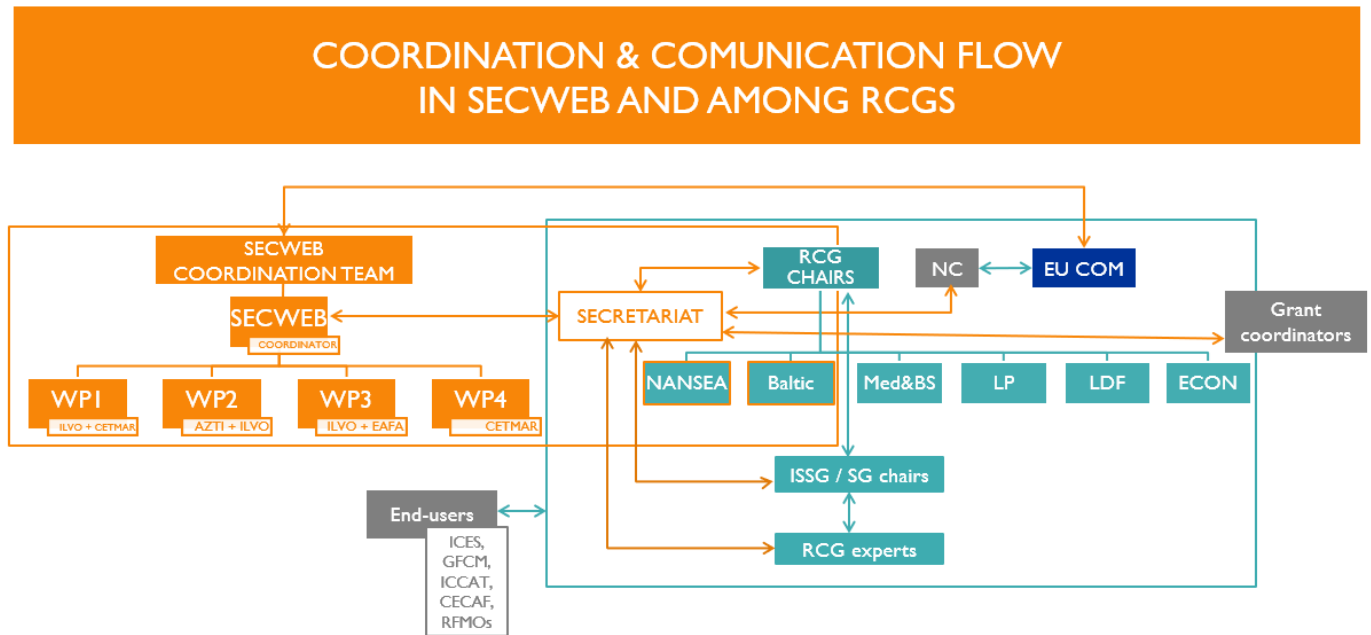 COORDINATION & COMUNICATION FLOW
IN SECWEB AND AMONG RCGS
SECWEB
COORDINATION TEAM
SECWEB
COORDINATOR
WP1
ILVO + CETMAR
WP2
AZTI + ILVO
WP3
ILVO + EAFA
WP4
CETMAR
SECRETARIAT
RCG
CHAIRS
NC
EU COM
Grant
coordinators
NANSEA
Baltic
Med&BS
LP
LDF
ECON
ISSG / SG chairs
RCG experts
End-users
ICES,
GFCM,
ICCAT,
CECAF,
RFMOs